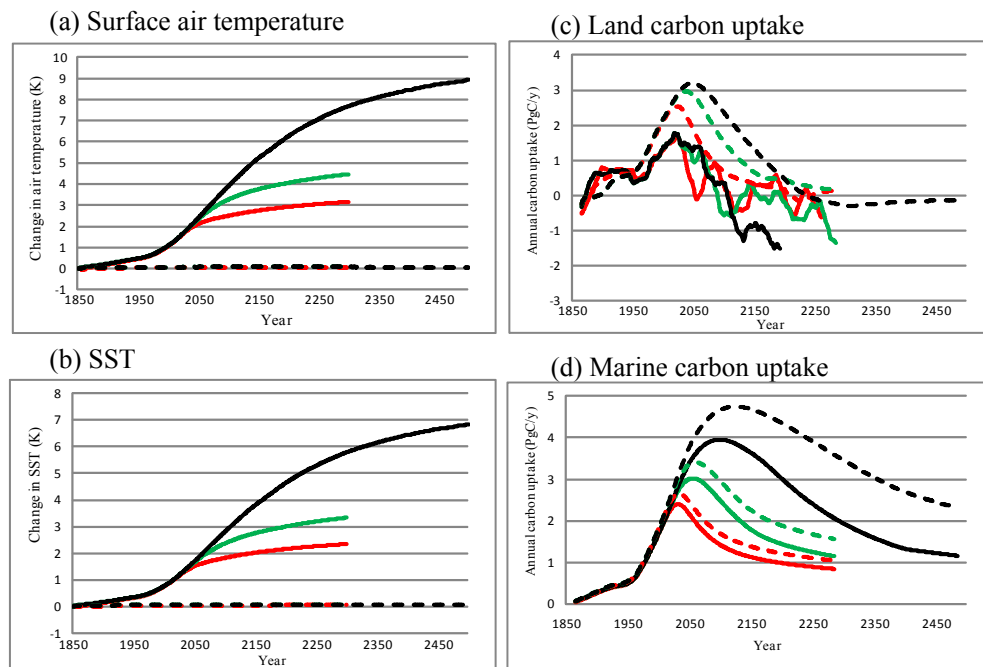 (a) Surface air temperature
Change in air temperature (K)
10
9
8
7
6
5
4
3
2
1
0
-1
1850 1950 2050 2150 2250 2350 2450
Year
(c) Land carbon uptake
Annual carbon uptake (PgC/y)
4
3
2
1
0
-1
-2
-3
1850 1950 2050 2150 2250 2350 2450
Year
(b) SST
Change in SST (K)
8
7
6
5
4
3
2
1
0
-1
1850 1950 2050 2150 2250 2350 2450
Year
(d) Marine carbon uptake
Annual carbon uptake (PgC/y)
5
4
3
2
1
0
1850 1950 2050 2150 2250 2350 2450
Year